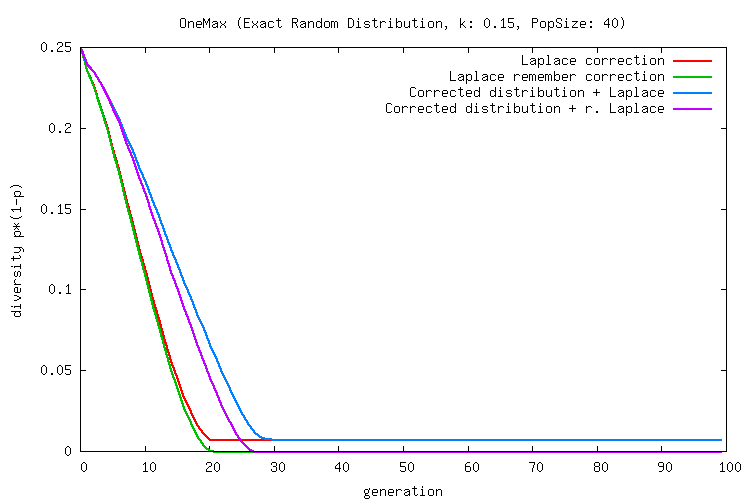 OneMax (Exact Random Distribution, k: 0.15, PopSize: 40)
0.25
0.2
0.15
0.1
0.05
0
diversity p*(1-p)
Laplace correction
Laplace remember correction
Corrected distribution + Laplace
Corrected distribution + r. Laplace
0 10 20 30 40 50 60 70 80 90 100
generation